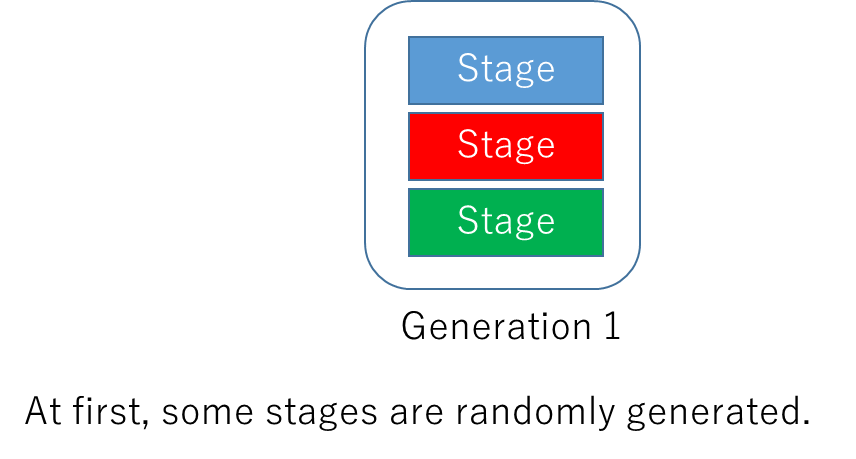 Stage
Stage
Stage
Generation 1
At first, some stages are randomly generated.